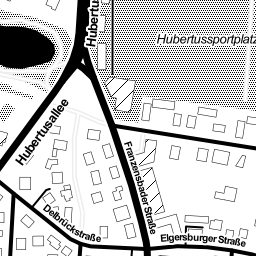 Hubertus
Hubertussportplatz
Hubertusallee
Franzensbader Straße
Delbrückstraße
Elgersburger Straße